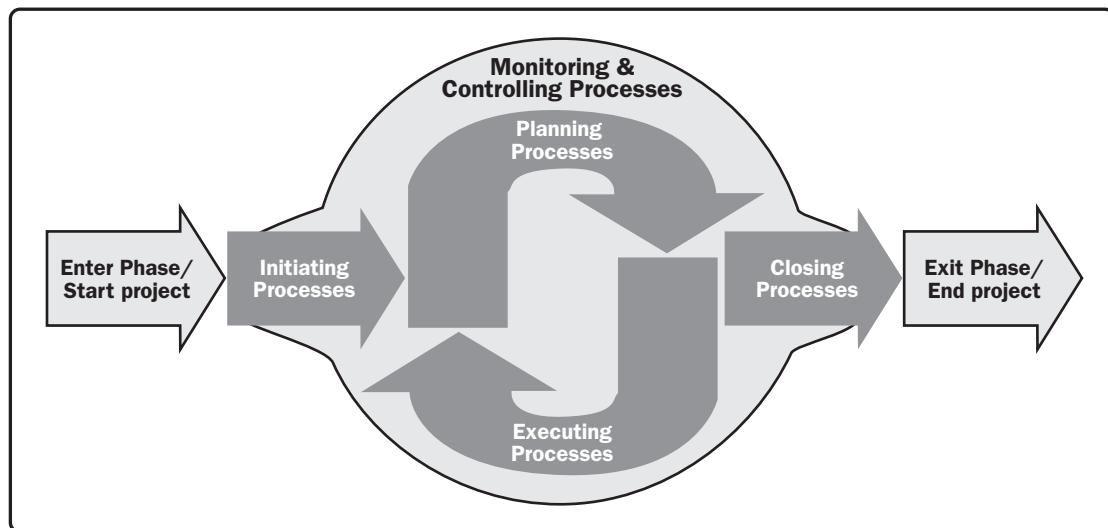 Monitoring &
Controlling Processes
Planning
Processes
Enter Phase/
Start project
Initiating
Processes
Closing
Processes
Exit Phase/
End project
Executing
Processes